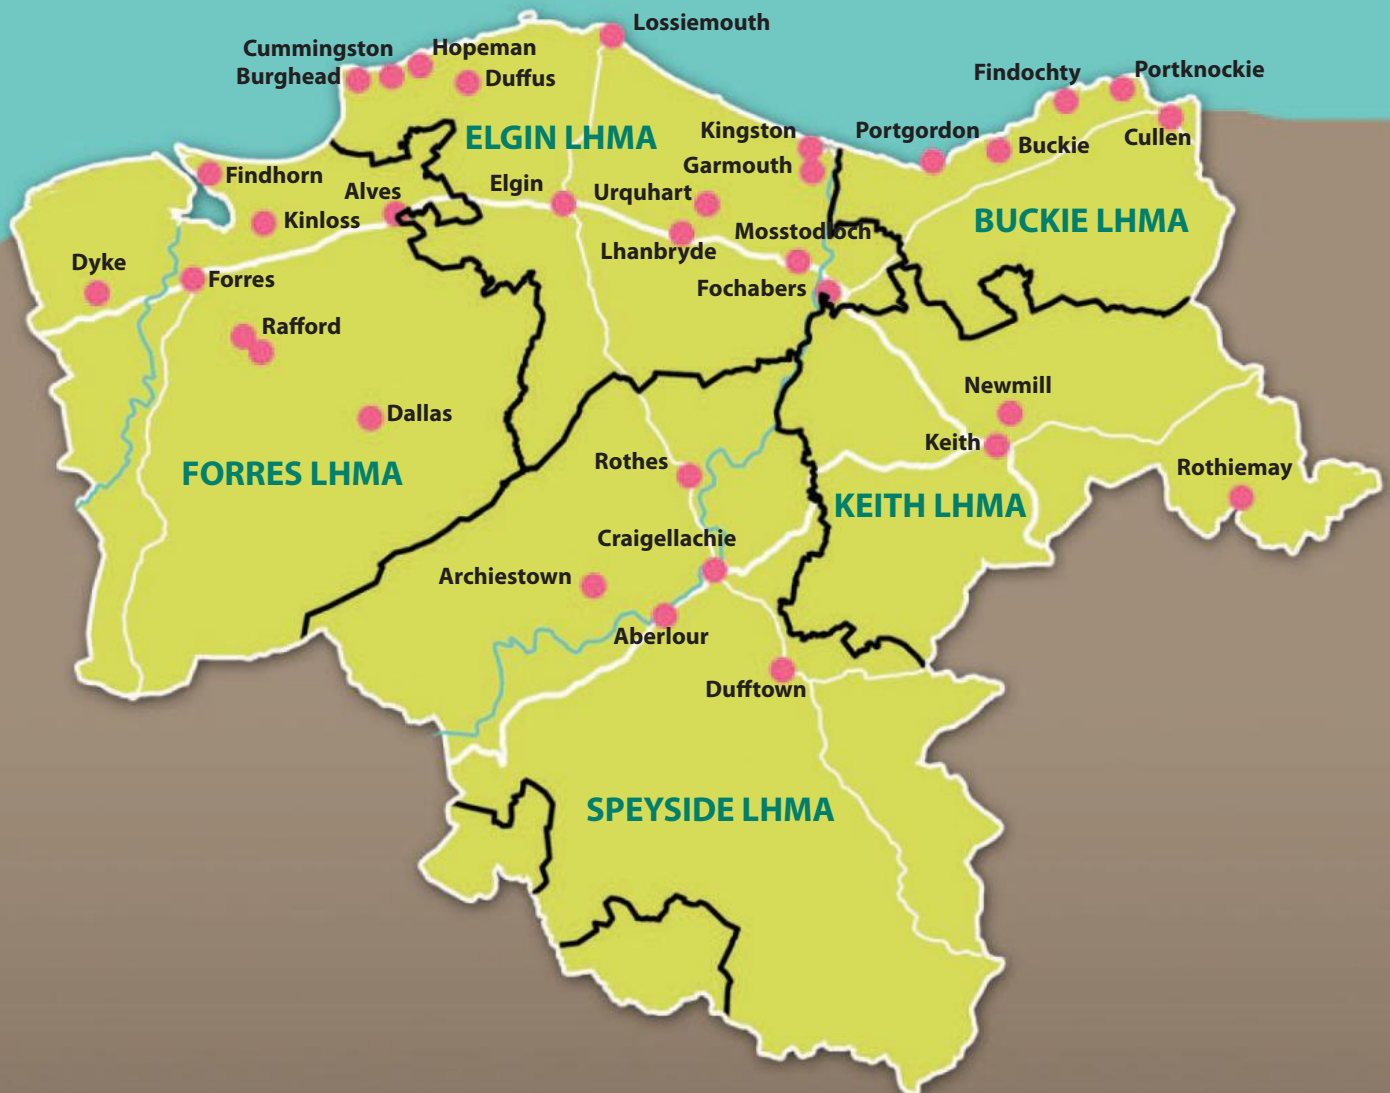 Lossiemouth
Cummingston
Hopeman
Burghead
Duffus
Findochty
Portknockie
ELGIN LHMA
Kingston
Portgordon
Buckie
Cullen
Garmouth
Findhorn
Alves
Elgin
Urquhart
Kinloss
BUCKIE LHMA
Mosstodloch
Lhanbryde
Dyke
Forres
Fochabers
Rafford
Newmill
Dallas
Keith
Rothes
Rothiemay
FORRES LHMA
KEITH LHMA
Craigellachie
Archiestown
Aberlour
Dufftown
SPEYSIDE LHMA